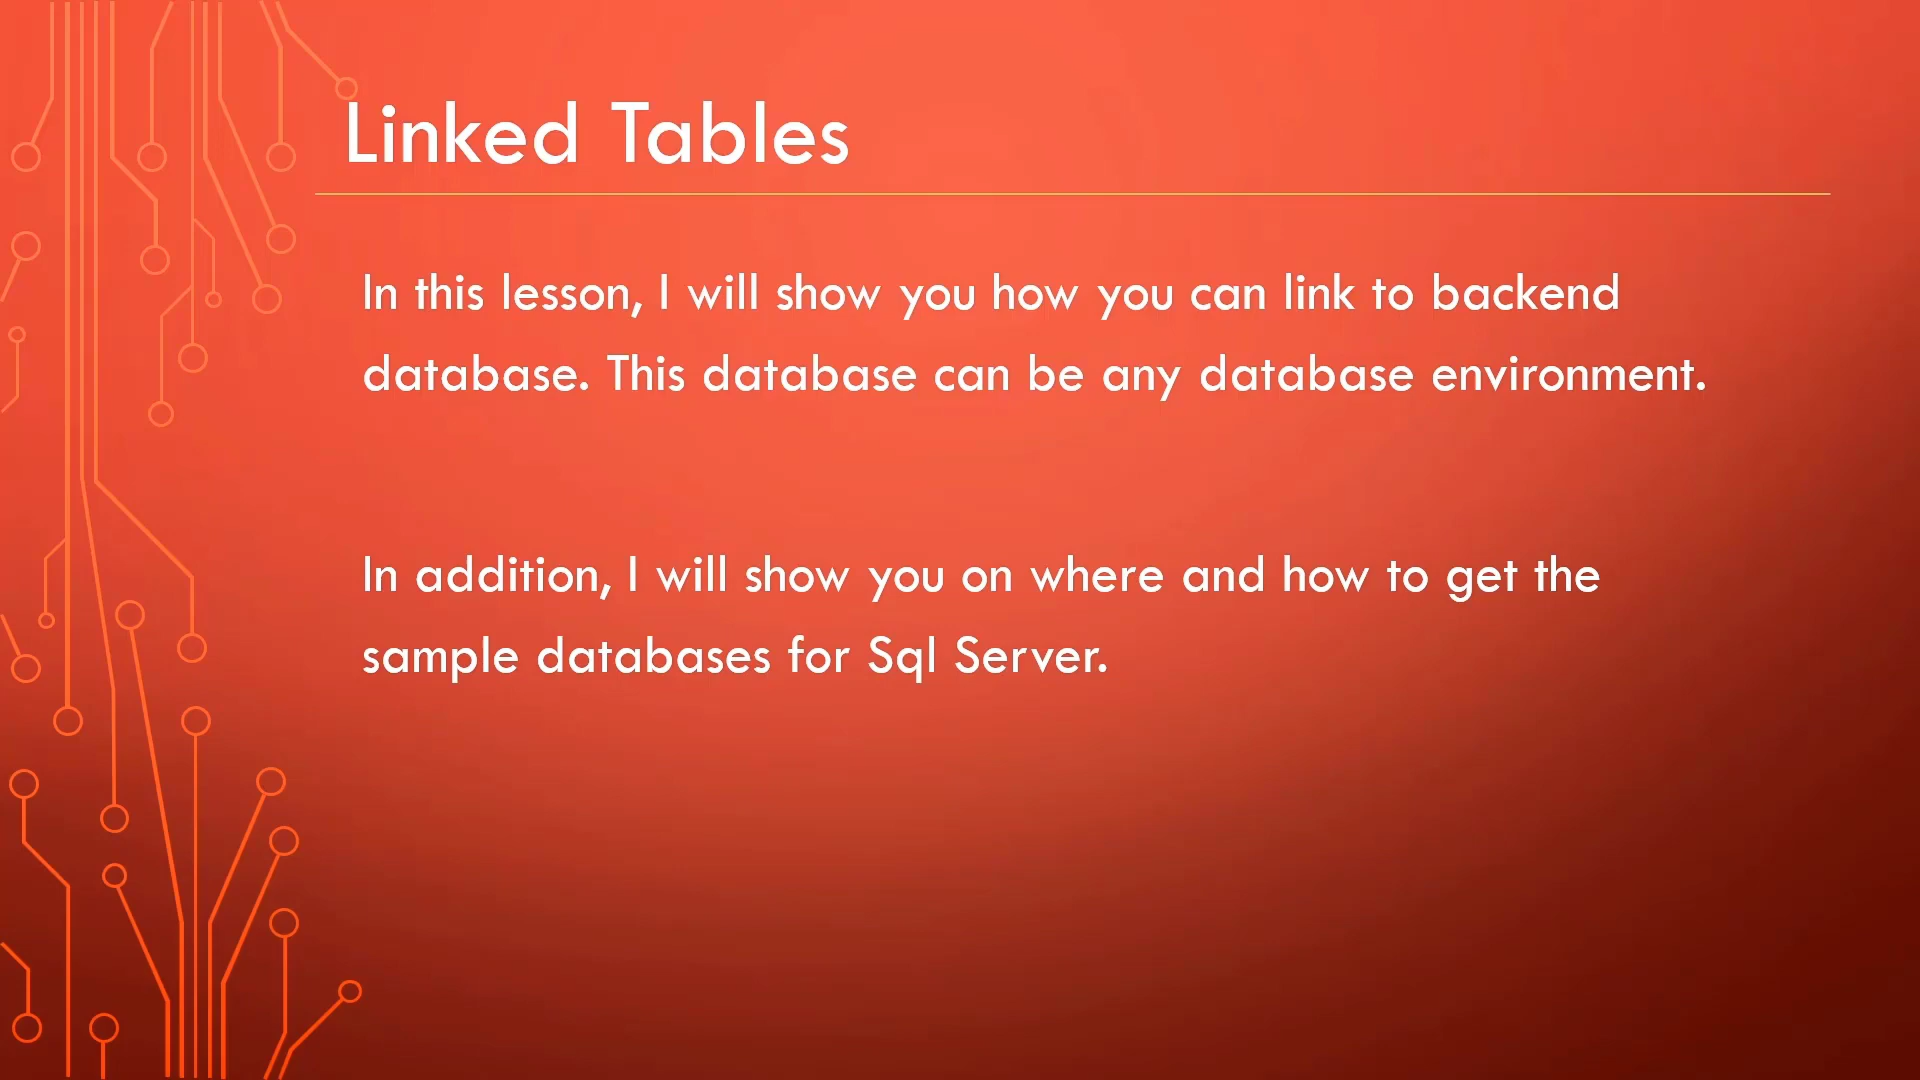 Linked Tables
In this lesson, I will show you how you can link to backend
database. This database can be any database environment.
In addition, I will show you on where and how to get the
sample databases for Sql Server.